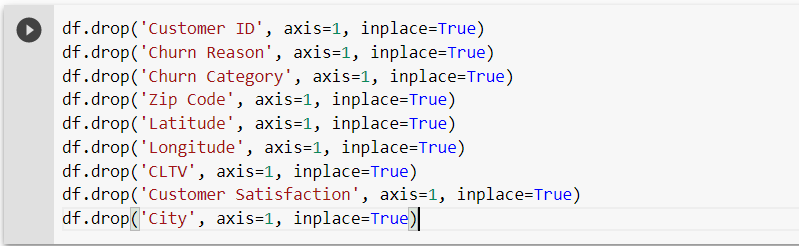 df.drop('Customer ID', axis=1, inplace=True)
df.drop('Churn Reason', axis=1, inplace=True)
df.drop('Churn Category', axis=1, inplace=True)
df.drop('Zip Code', axis=1, inplace=True)
df.drop('Latitude', axis=1, inplace=True)
df.drop('Longitude', axis=1, inplace=True)
df.drop('CLTV', axis=1, inplace=True)
df.drop('Customer Satisfaction', axis=1, inplace=True)
df.drop('City', axis=1, inplace=True)